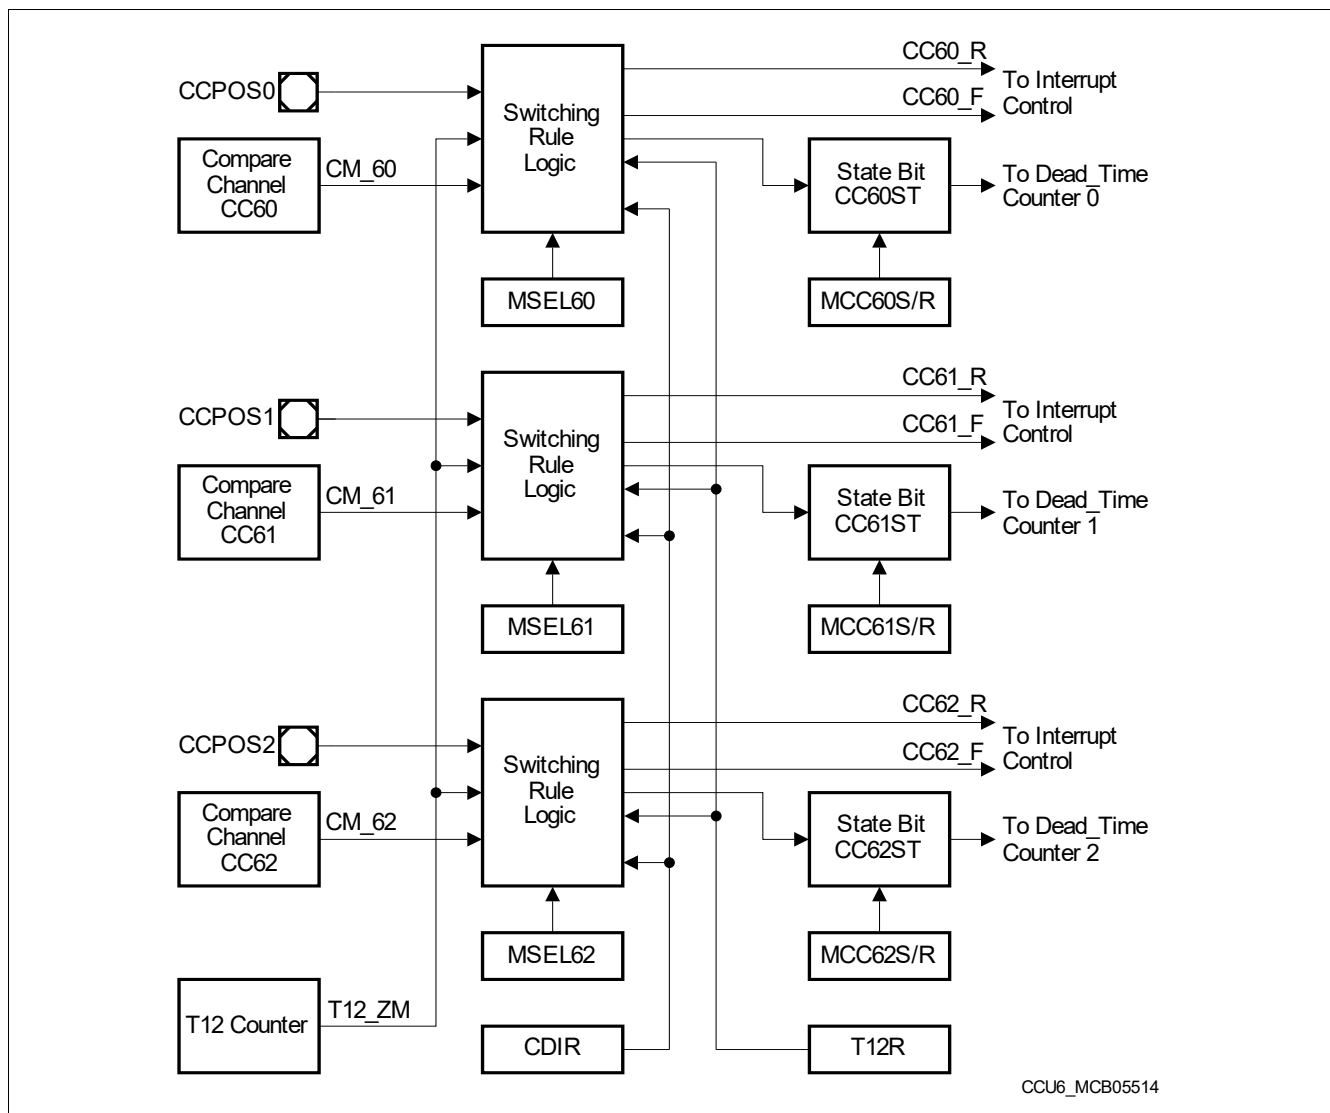 CC60_R
CCPOS0
To Interrupt
Control
CC60_F
Switching
Rule
Logic
Compare
Channel
CC60
CM_60
State Bit
CC60ST
To Dead_Time
Counter 0
MSEL60
MCC60S/R
CC61_R
CCPOS1
To Interrupt
Control
CC61_F
Switching
Rule
Logic
Compare
Channel
CC61
CM_61
State Bit
CC61ST
To Dead_Time
Counter 1
MSEL61
MCC61S/R
CC62_R
CCPOS2
To Interrupt
Control
CC62_F
Switching
Rule
Logic
Compare
Channel
CC62
CM_62
State Bit
CC62ST
To Dead_Time
Counter 2
MSEL62
MCC62S/R
T12 Counter
T12_ZM
CDIR
T12R
CCU6_MCB05514